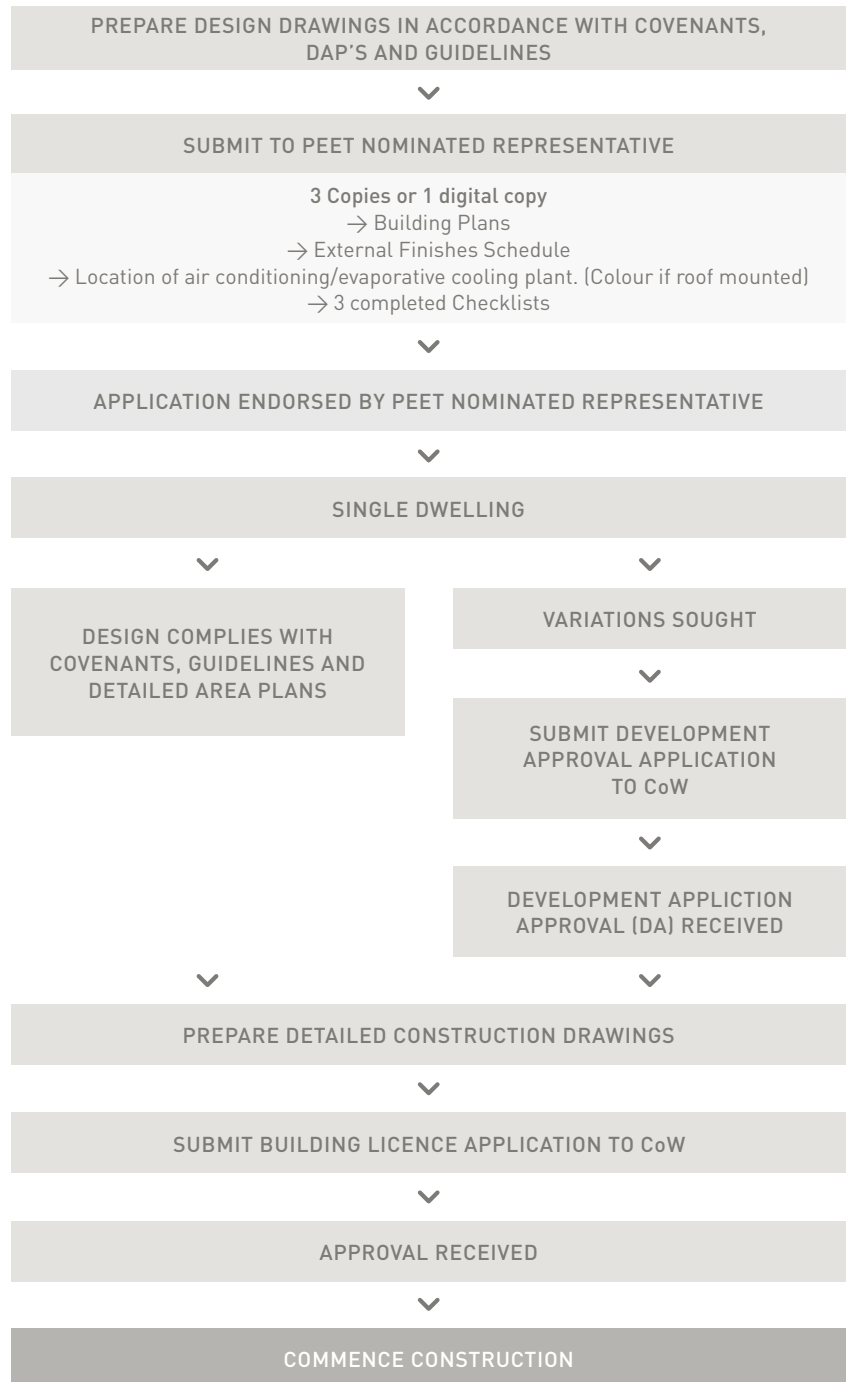 PREPARE DESIGN DRAWINGS IN ACCORDANCE WITH COVENANTS,
DAP'S AND GUIDELINES
SUBMIT TO PEET NOMINATED REPRESENTATIVE
3 Copies or 1 digital copy
→ Building Plans
→ External Finishes Schedule
→ Location of air conditioning/evaporative cooling plant. (Colour if roof mounted)
→ 3 completed Checklists
APPLICATION ENDORSED BY PEET NOMINATED REPRESENTATIVE
SINGLE DWELLING
DESIGN COMPLIES WITH
COVENANTS, GUIDELINES AND
DETAILED AREA PLANS
VARIATIONS SOUGHT
SUBMIT DEVELOPMENT
APPROVAL APPLICATION
TO CoW
DEVELOPMENT APPLICTION
APPROVAL (DA) RECEIVED
PREPARE DETAILED CONSTRUCTION DRAWINGS
SUBMIT BUILDING LICENCE APPLICATION TO CoW
APPROVAL RECEIVED
COMMENCE CONSTRUCTION